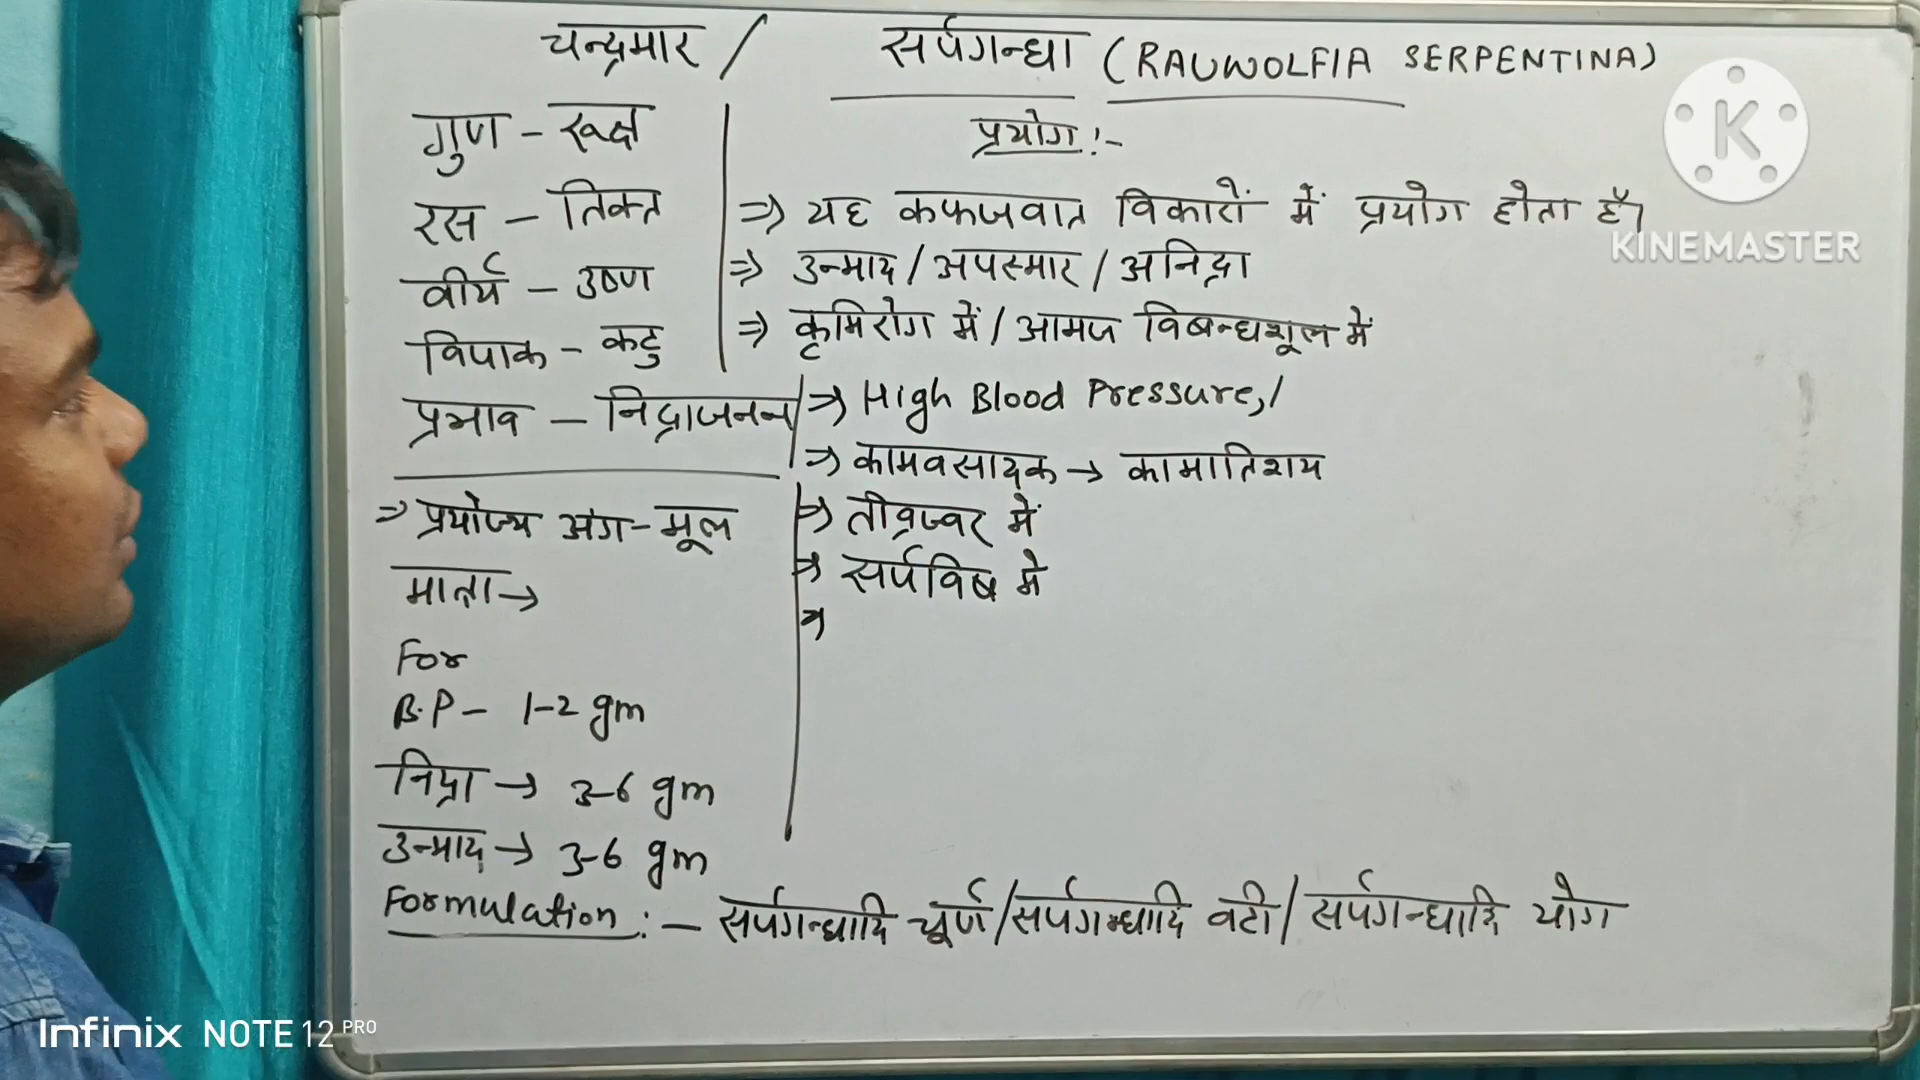 चन्द्रमार / सर्पगन्धा (RAUWOLFIA SERPENTINA)
गुण - रूक्ष
रस - तिक्त
वीर्य - उष्ण
विपाक - कटु
प्रभाव - निद्राजनन
⇒ प्रयोज्य अंग - मूल
मात्रा →
For
B.P - 1-2 gm
निद्रा → 3-6 gm
उन्माद → 3-6 gm
प्रयोग :-
⇒ यह कफजवात विकारों में प्रयोग होता है।
⇒ उन्माद / अपस्मार / अनिद्रा
⇒ कृमिरोग में / आमज विबन्धशूल में
⇒ High Blood Pressure, /
⇒ कामवसादक → कामातिशय
⇒ तीव्रज्वर में
⇒ सर्पविष मे
⇒
Formulation :- सर्पगन्धादि चूर्ण / सर्पगन्धादि वटी / सर्पगन्धादि योग
K
KINEMASTER
Infinix NOTE 12 PRO